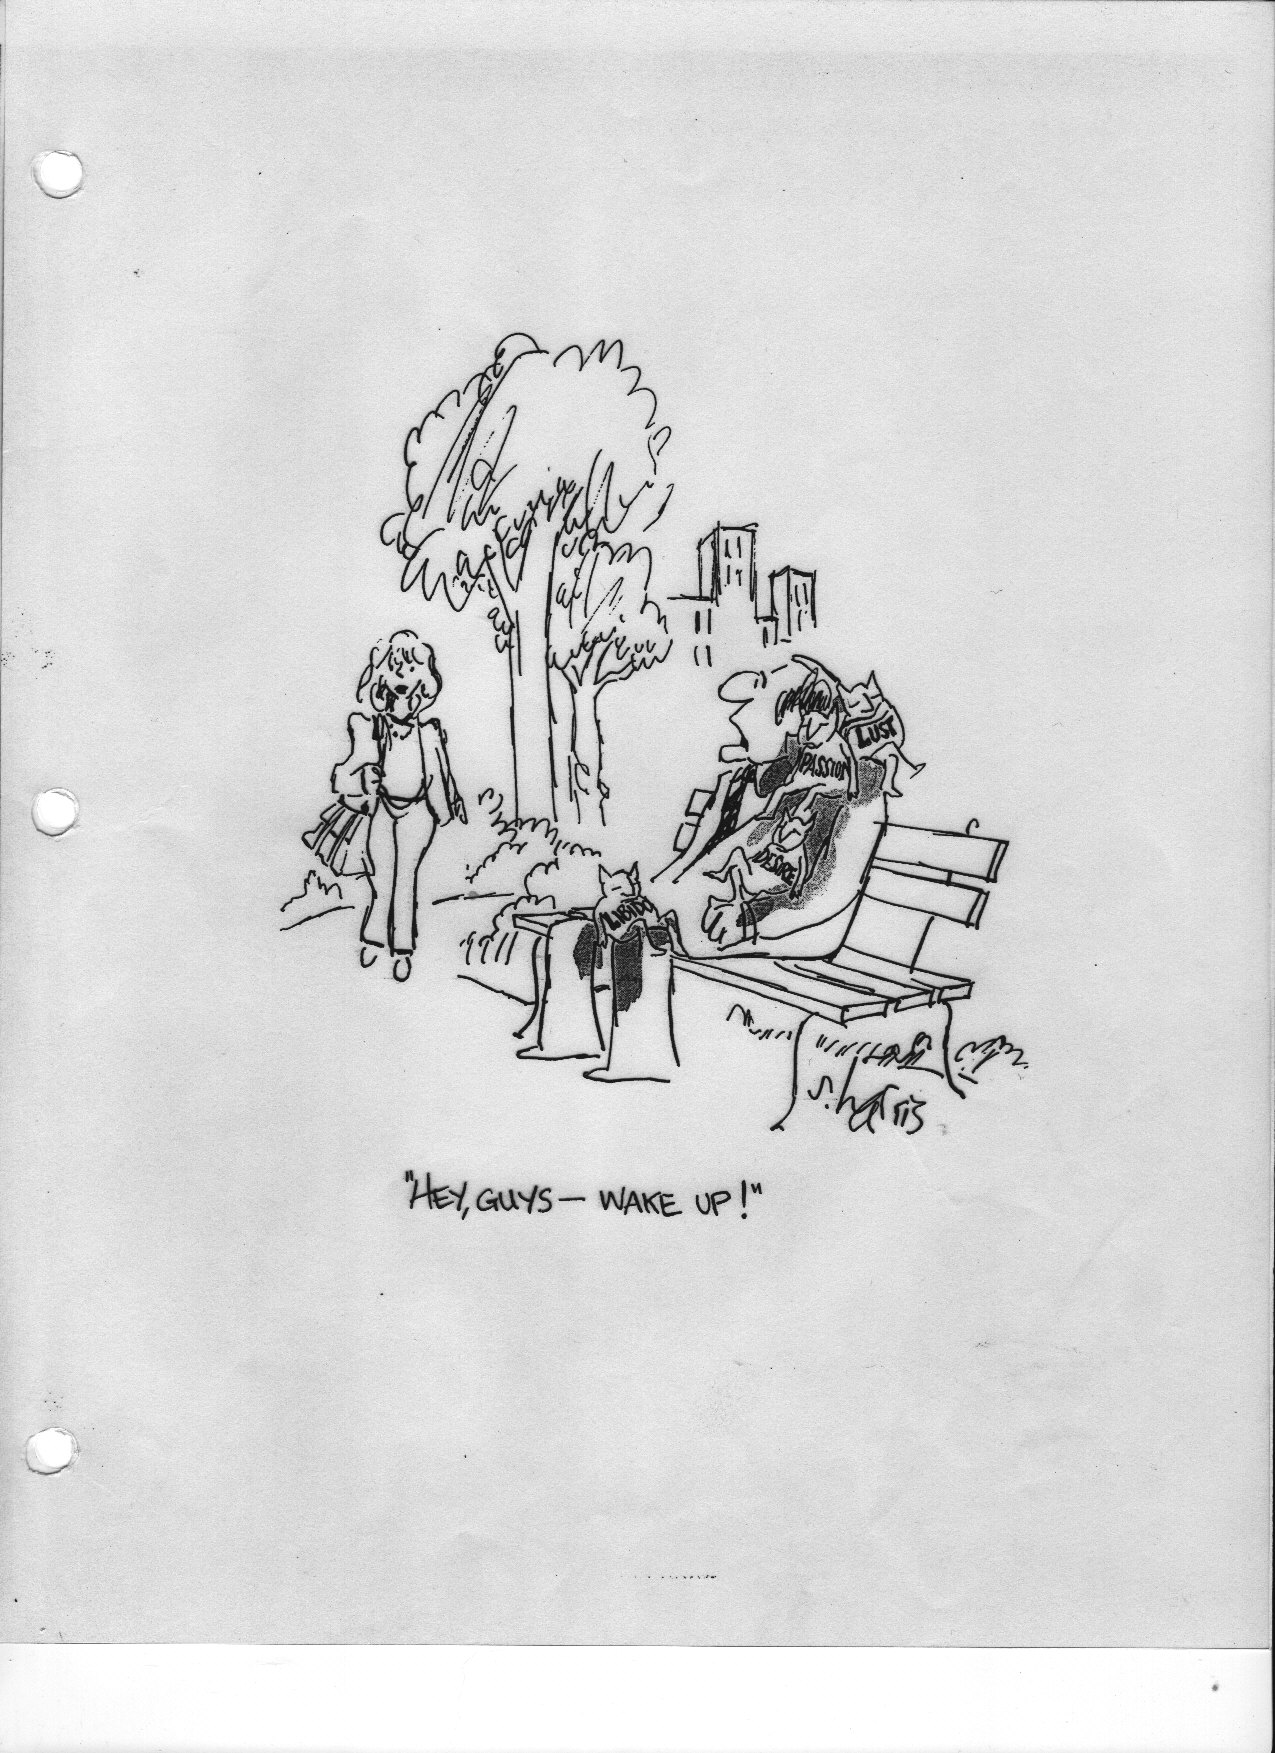 LUST
PASSION
DESIRE
LIBIDO
S. Harris
"HEY, GUYS — WAKE UP!"